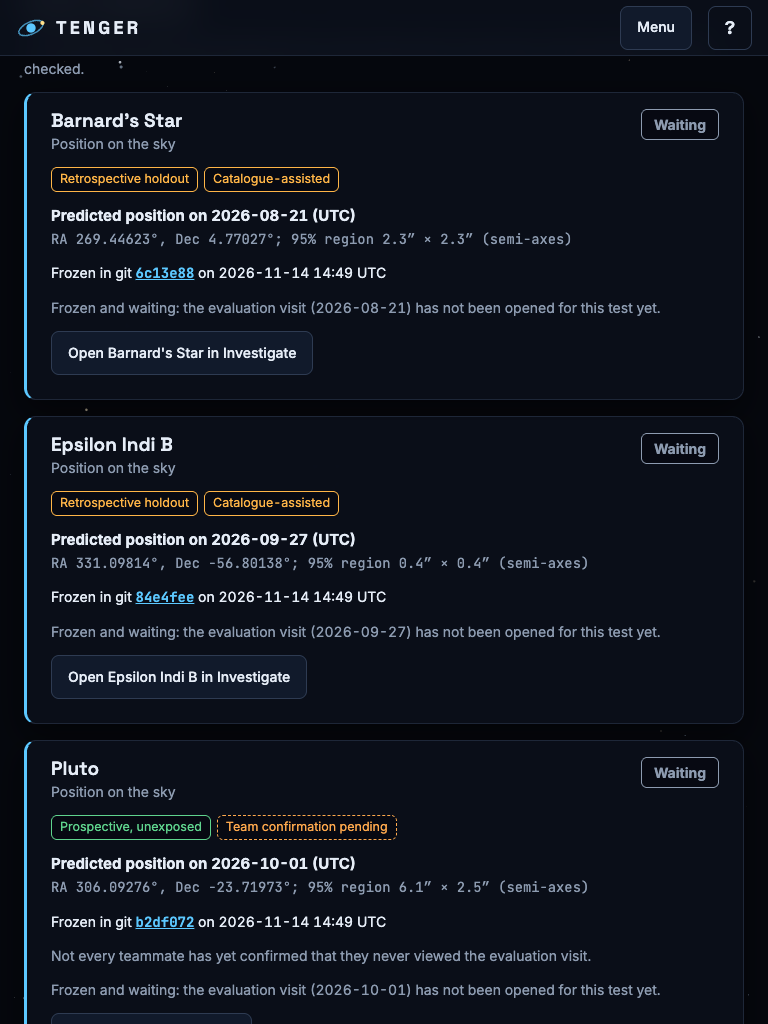 TENGER
Menu
?
checked.
Barnard's Star
Waiting
Position on the sky
Retrospective holdout
Catalogue-assisted
Predicted position on 2026-08-21 (UTC)
RA 269.44623°, Dec 4.77027°; 95% region 2.3″ × 2.3″ (semi-axes)
Frozen in git 6c13e88 on 2026-11-14 14:49 UTC
Frozen and waiting: the evaluation visit (2026-08-21) has not been opened for this test yet.
Open Barnard's Star in Investigate
Epsilon Indi B
Waiting
Position on the sky
Retrospective holdout
Catalogue-assisted
Predicted position on 2026-09-27 (UTC)
RA 331.09814°, Dec -56.80138°; 95% region 0.4″ × 0.4″ (semi-axes)
Frozen in git 84e4fee on 2026-11-14 14:49 UTC
Frozen and waiting: the evaluation visit (2026-09-27) has not been opened for this test yet.
Open Epsilon Indi B in Investigate
Pluto
Waiting
Position on the sky
Prospective, unexposed
Team confirmation pending
Predicted position on 2026-10-01 (UTC)
RA 306.09276°, Dec -23.71973°; 95% region 6.1″ × 2.5″ (semi-axes)
Frozen in git b2df072 on 2026-11-14 14:49 UTC
Not every teammate has yet confirmed that they never viewed the evaluation visit.
Frozen and waiting: the evaluation visit (2026-10-01) has not been opened for this test yet.